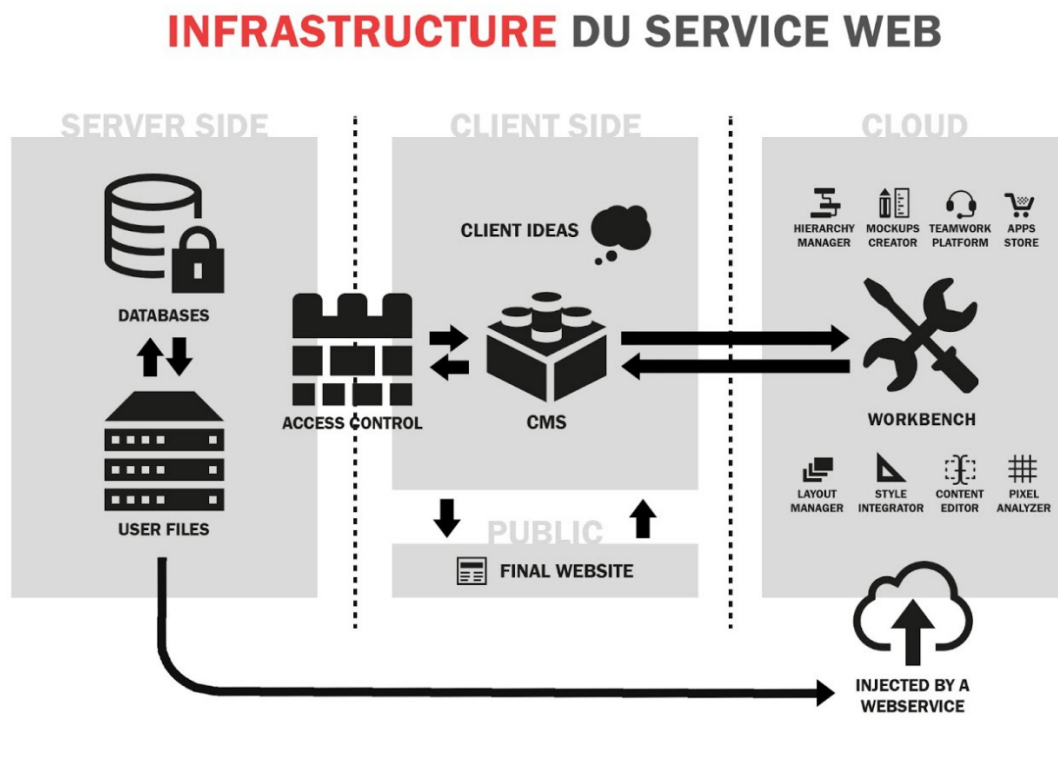 INFRASTRUCTURE DU SERVICE WEB
SERVER SIDE
DATABASES
USER FILES
ACCESS CONTROL
CLIENT SIDE
CLIENT IDEAS
CMS
PUBLIC
FINAL WEBSITE
CLOUD
HIERARCHY
MANAGER
MOCKUPS
CREATOR
TEAMWORK
PLATFORM
APPS
STORE
WORKBENCH
LAYOUT
MANAGER
STYLE
INTEGRATOR
CONTENT
EDITOR
PIXEL
ANALYZER
INJECTED BY A
WEBSERVICE